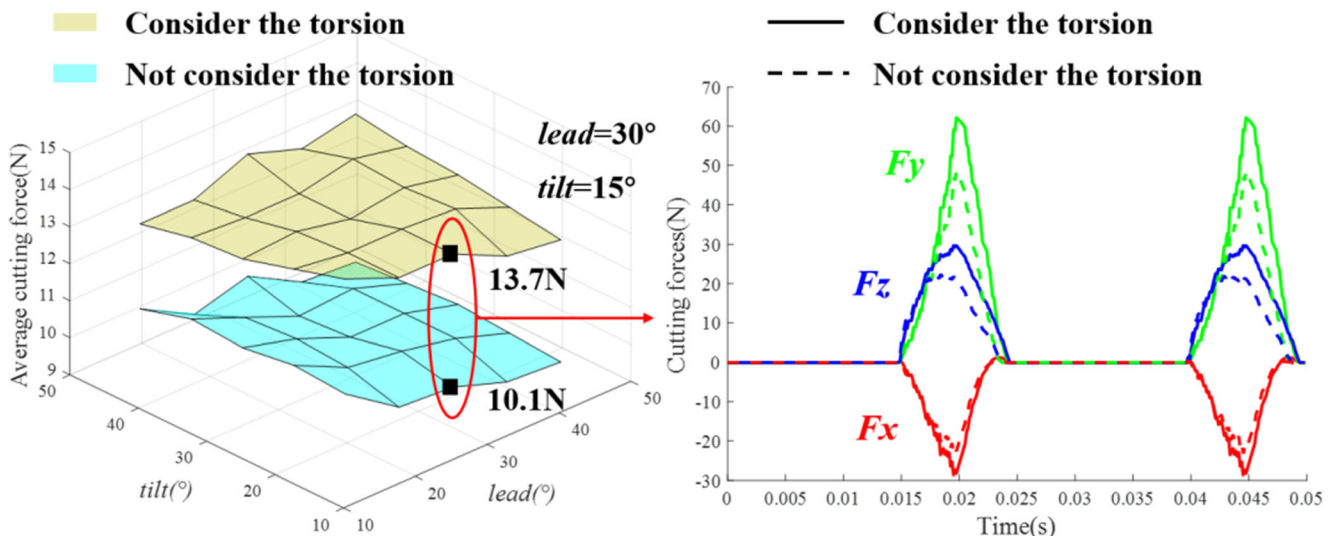 Consider the torsion
Not consider the torsion
lead=30°
tilt=15°
Average cutting force(N)
15
14
13
12
11
10
9
13.7N
10.1N
50
40
30
20
10
tilt(°)
10
20
30
40
50
lead(°)
Consider the torsion
Not consider the torsion
Cutting forces(N)
70
60
50
40
30
20
10
0
-10
-20
-30
Fy
Fz
Fx
0 0.005 0.01 0.015 0.02 0.025 0.03 0.035 0.04 0.045 0.05
Time(s)